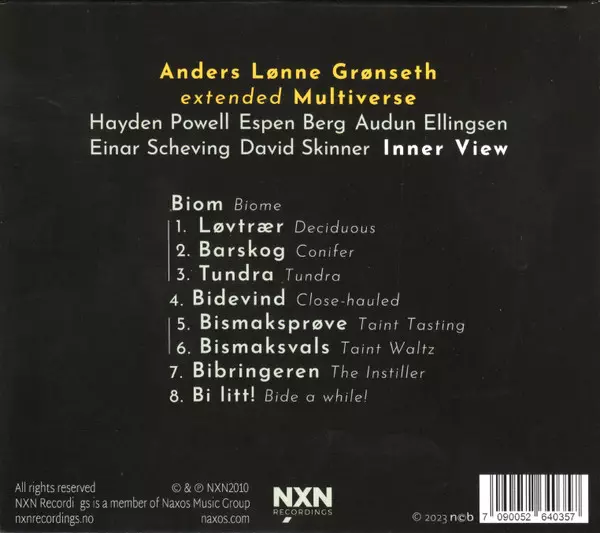 Anders Lønne Grønseth
extended Multiverse
Hayden Powell Espen Berg Audun Ellingsen
Einar Scheving David Skinner Inner View
Biom Biome
1. Løvtrær Deciduous
2. Barskog Conifer
3. Tundra Tundra
4. Bidevind Close-hauled
5. Bismaksprøve Taint Tasting
6. Bismaksvals Taint Waltz
7. Bibringeren The Instiller
8. Bi litt! Bide a while!
All rights reserved © & ℗ NXN2010
NXN Recordi gs is a member of Naxos Music Group
nxnrecordings.no naxos.com
NXN
RECORDINGS
© 2023 n©b
7 090052 640357